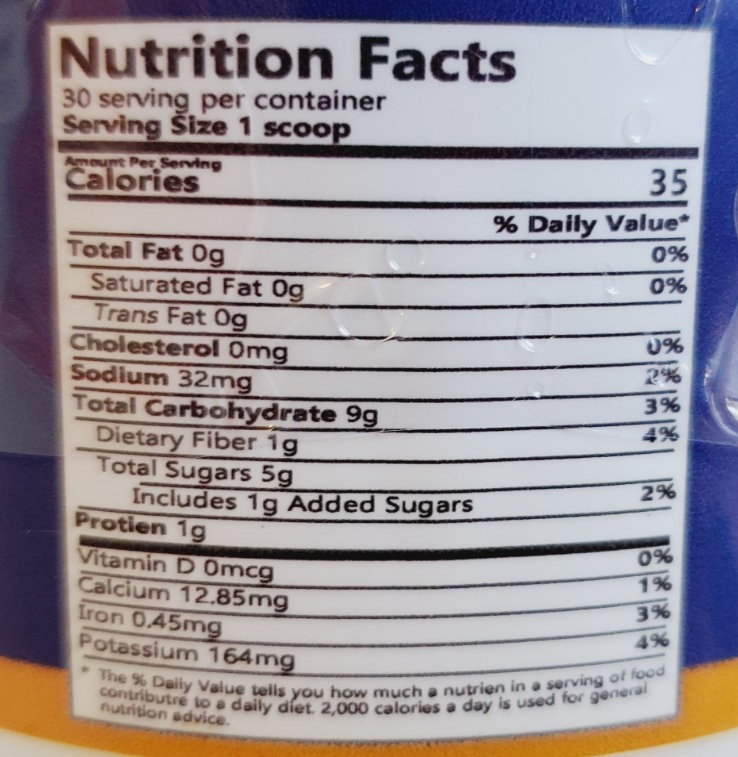 Nutrition Facts
30 serving per container
Serving Size 1 scoop
Amount Per Serving
Calories 35
% Daily Value*
Total Fat 0g 0%
Saturated Fat 0g 0%
Trans Fat 0g
Cholesterol 0mg 0%
Sodium 32mg 2%
Total Carbohydrate 9g 3%
Dietary Fiber 1g 4%
Total Sugars 5g
Includes 1g Added Sugars 2%
Protien 1g
Vitamin D 0mcg 0%
Calcium 12.85mg 1%
Iron 0.45mg 3%
Potassium 164mg 4%
* The % Daily Value tells you how much a nutrien in a serving of food
contributre to a daily diet. 2,000 calories a day is used for general
nutrition advice.